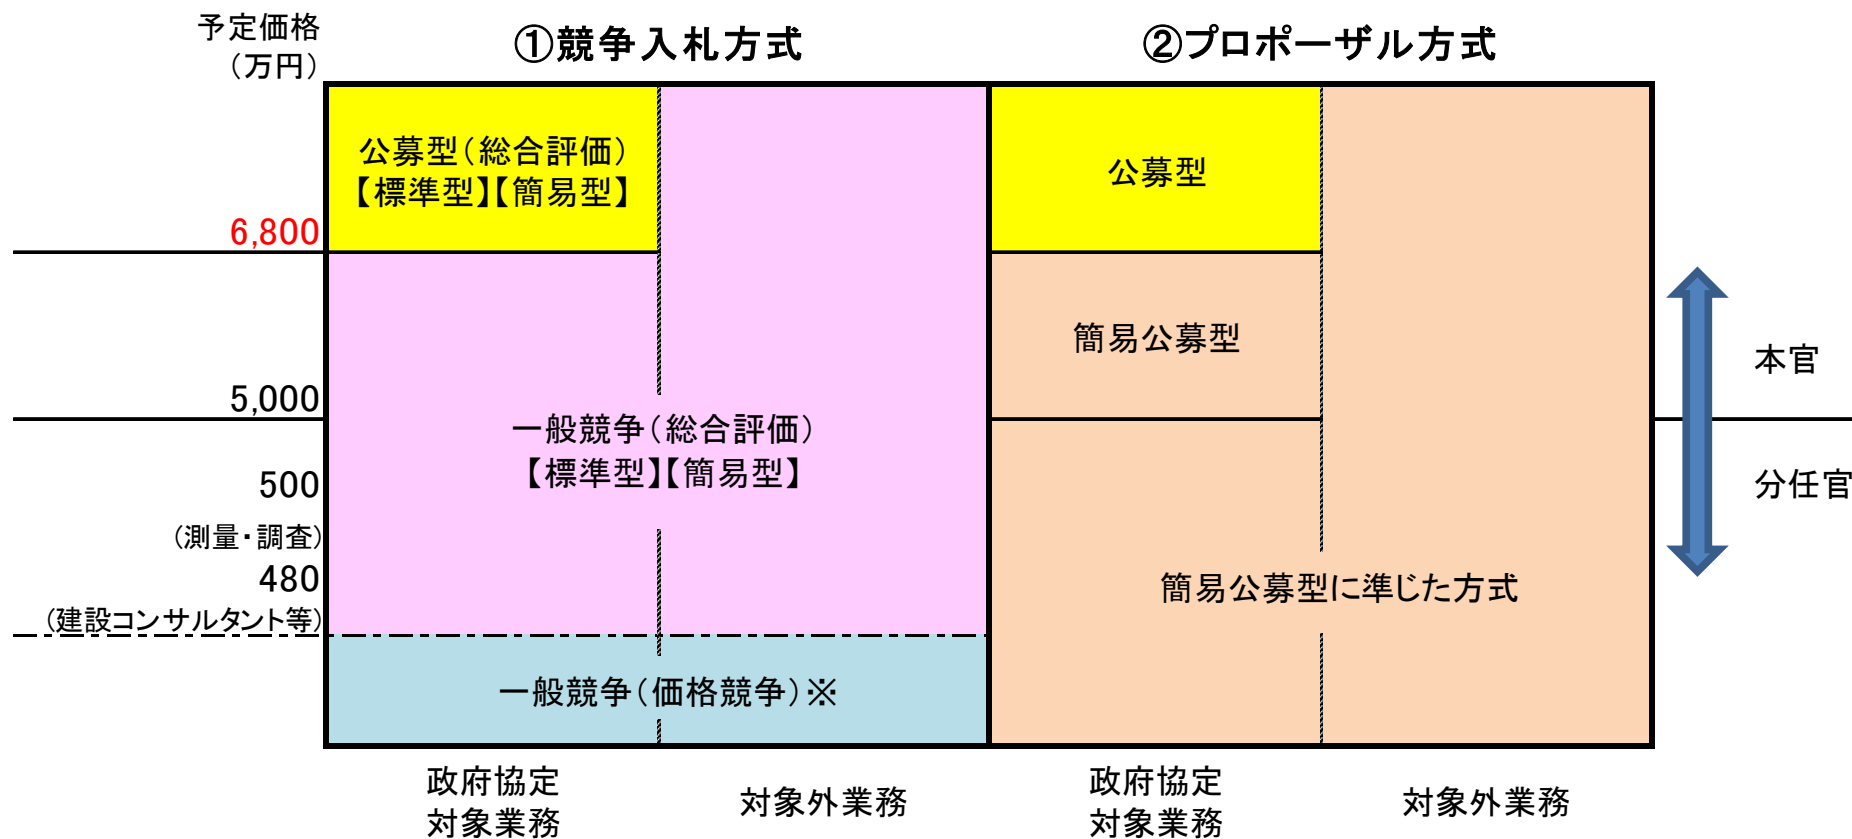 予定価格
（万円）
①競争入札方式
②プロポーザル方式
公募型（総合評価）
【標準型】【簡易型】
公募型
6,800
簡易公募型
本官
5,000
一般競争（総合評価）
【標準型】【簡易型】
500
（測量・調査）
分任官
480
（建設コンサルタント等）
簡易公募型に準じた方式
一般競争（価格競争）※
政府協定
対象業務
対象外業務
政府協定
対象業務
対象外業務